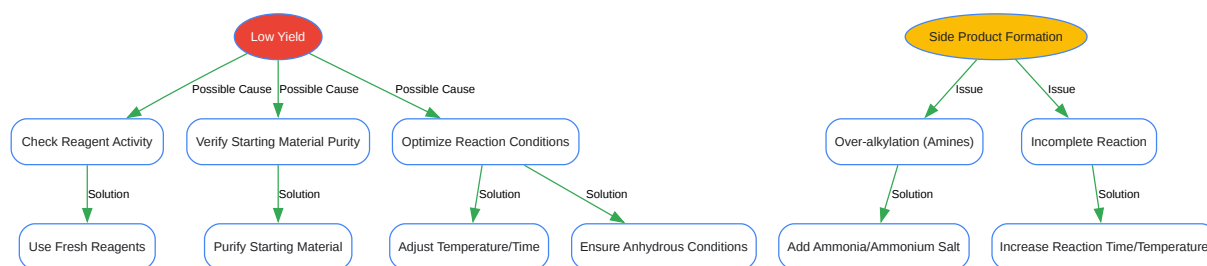 Low Yield
Side Product Formation
Possible Cause
Possible Cause
Possible Cause
Issue
Issue
Check Reagent Activity
Verify Starting Material Purity
Optimize Reaction Conditions
Over-alkylation (Amines)
Incomplete Reaction
Solution
Solution
Solution
Solution
Solution
Solution
Use Fresh Reagents
Purify Starting Material
Adjust Temperature/Time
Ensure Anhydrous Conditions
Add Ammonia/Ammonium Salt
Increase Reaction Time/Temperature